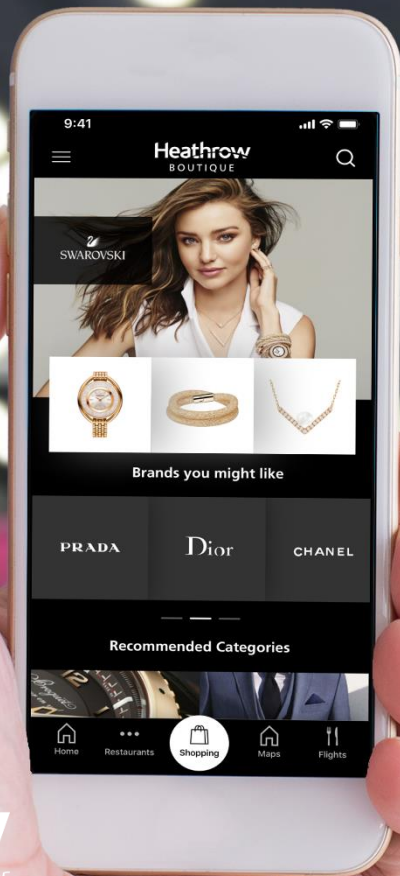 9:41
Heathrow
BOUTIQUE
SWAROVSKI
Brands you might like
PRADA
Dior
CHANEL
Recommended Categories
Home
Restaurants
Shopping
Maps
Flights